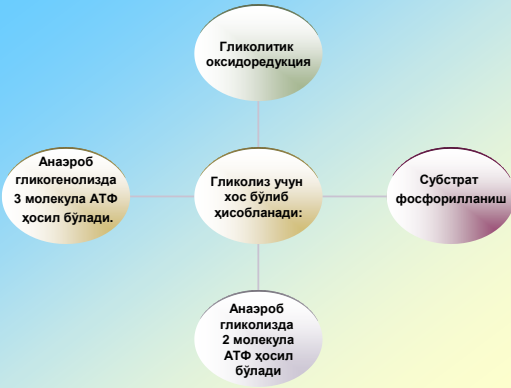 Гликолитик
оксидоредукция
Анаэроб
гликогенолизда
3 молекула АТФ
ҳосил бўлади.
Гликолиз учун
хос бўлиб
ҳисобланади:
Субстрат
фосфорилланиш
Анаэроб
гликолизда
2 молекула
АТФ ҳосил
бўлади